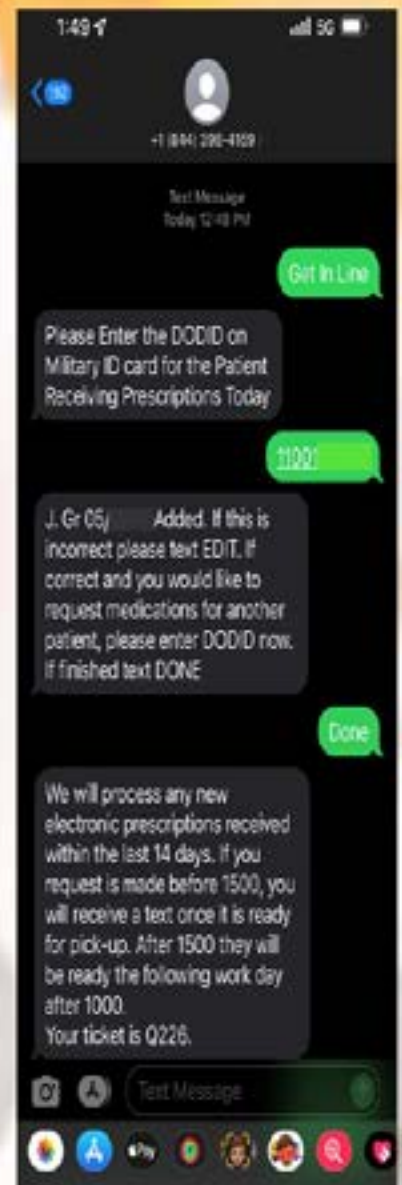 1:49
5G
+1 (844)
Text Message
Today 12:48 PM
Get In Line
Please Enter the DODID on
Military ID card for the Patient
Receiving Prescriptions Today
11001
J. Gr 05/ Added. If this is
incorrect please text EDIT. If
correct and you would like to
request medications for another
patient, please enter DODID now.
If finished text DONE
Done
We will process any new
electronic prescriptions received
within the last 14 days. If you
request is made before 1500, you
will receive a text once it is ready
for pick-up. After 1500 they will
be ready the following work day
after 1000.
Your ticket is Q226.
Text Message
Pay